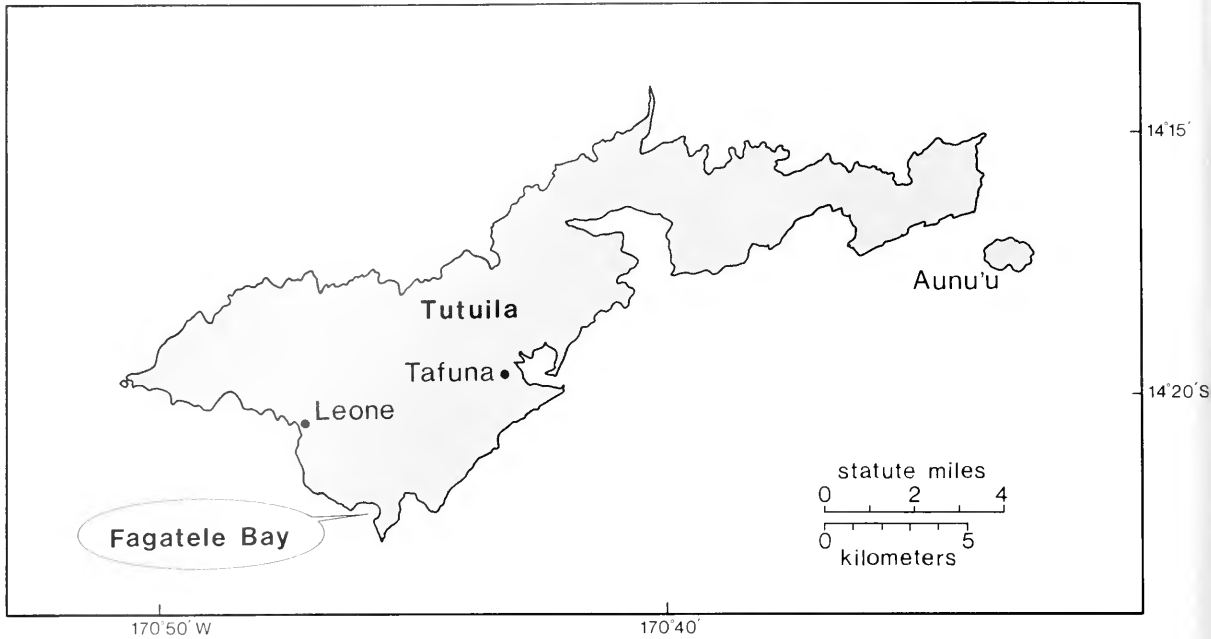 14°15′
Aunu'u
Tutuila
Tafuna
14°20′S
Leone
statute miles
0 2 4
Fagatele Bay
0 5
kilometers
170°50′W
170°40′